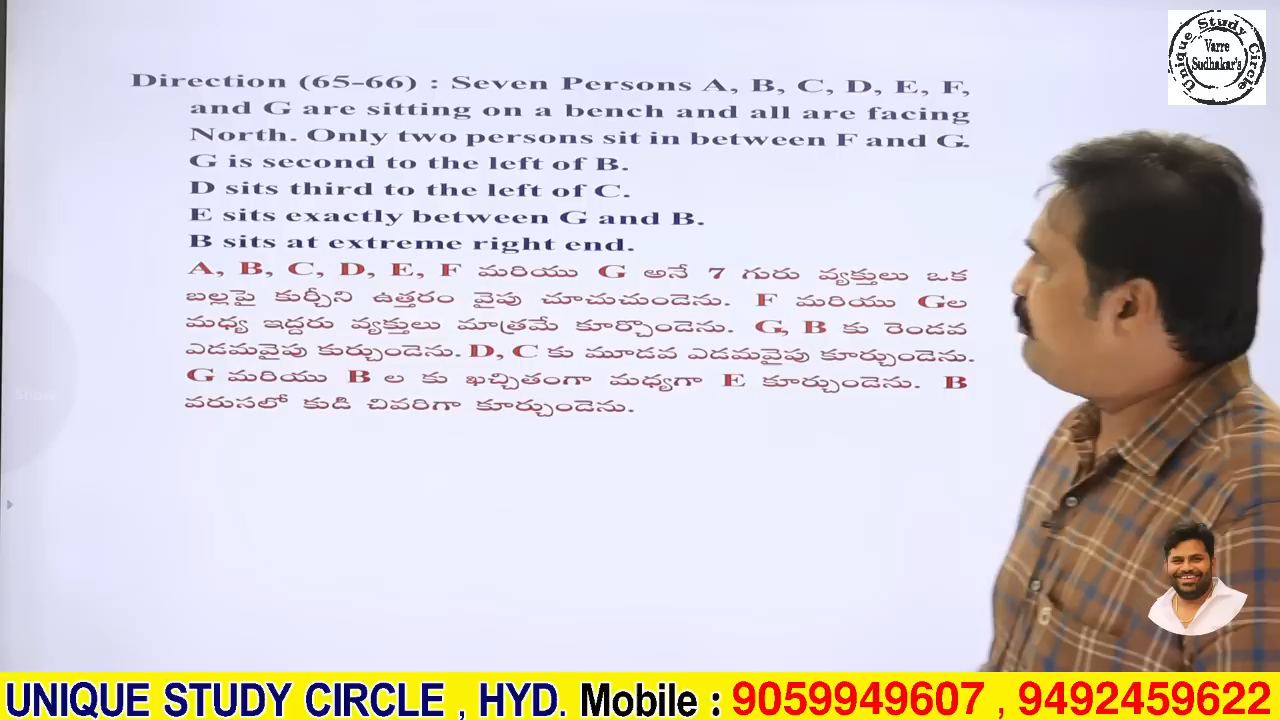 Direction (65-66) : Seven Persons A, B, C, D, E, F,
and G are sitting on a bench and all are facing
North. Only two persons sit in between F and G.
G is second to the left of B.
D sits third to the left of C.
E sits exactly between G and B.
B sits at extreme right end.
A, B, C, D, E, F మరియు G అనే 7 గురు వ్యక్తులు ఒక
బల్లపై కుర్చీని ఉత్తరం వైపు చూచుచుండెను. F మరియు Gల
మధ్య ఇద్దరు వ్యక్తులు మాత్రమే కూర్చొండెను. G, B కు రెండవ
ఎడమవైపు కుర్చుండెను. D, C కు మూడవ ఎడమవైపు కూర్చుండెను.
G మరియు B ల కు ఖచ్చితంగా మధ్యగా E కూర్చుండెను. B
వరుసలో కుడి చివరిగా కూర్చుండెను.
Unique Study Circle
Varre
Sudhakar's
Show
UNIQUE STUDY CIRCLE , HYD. Mobile : 9059949607 , 9492459622